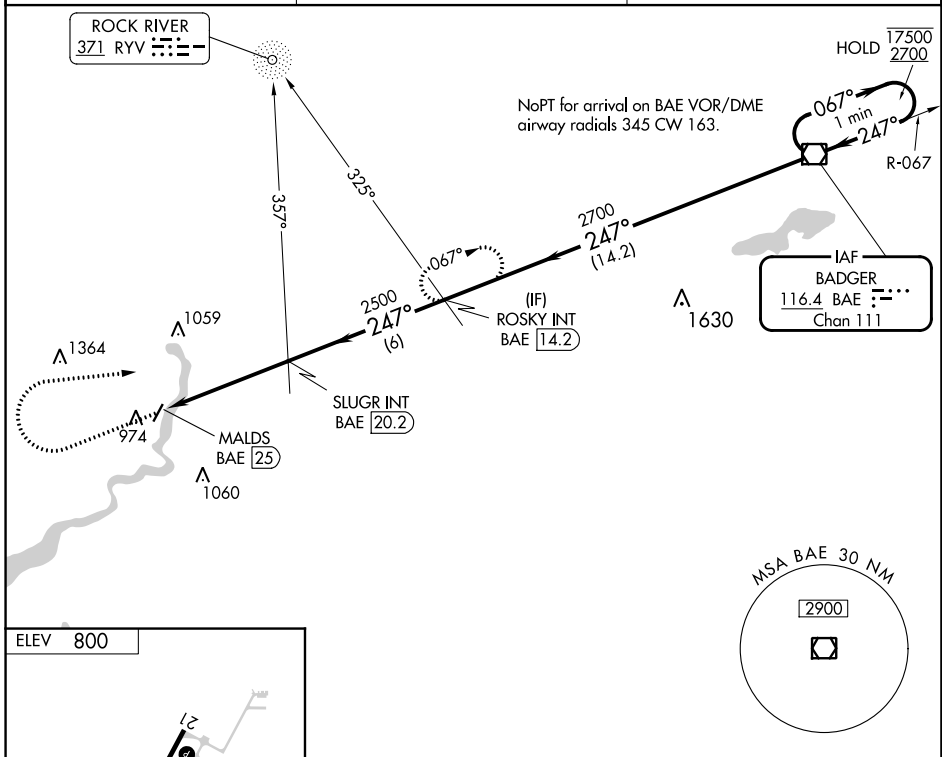 ROCK RIVER
371 RYV
HOLD 17500
2700
NoPT for arrival on BAE VOR/DME
airway radials 345 CW 163.
067°
1 min
247°
R-067
325°
357°
2700
247°
(14.2)
067°
IAF
BADGER
116.4 BAE
Chan 111
(IF)
ROSKY INT
BAE 14.2
1630
2500
247°
(6)
1059
1364
SLUGR INT
BAE 20.2
974
MALDS
BAE 25
1060
MSA BAE 30 NM
2900
ELEV 800
21
P